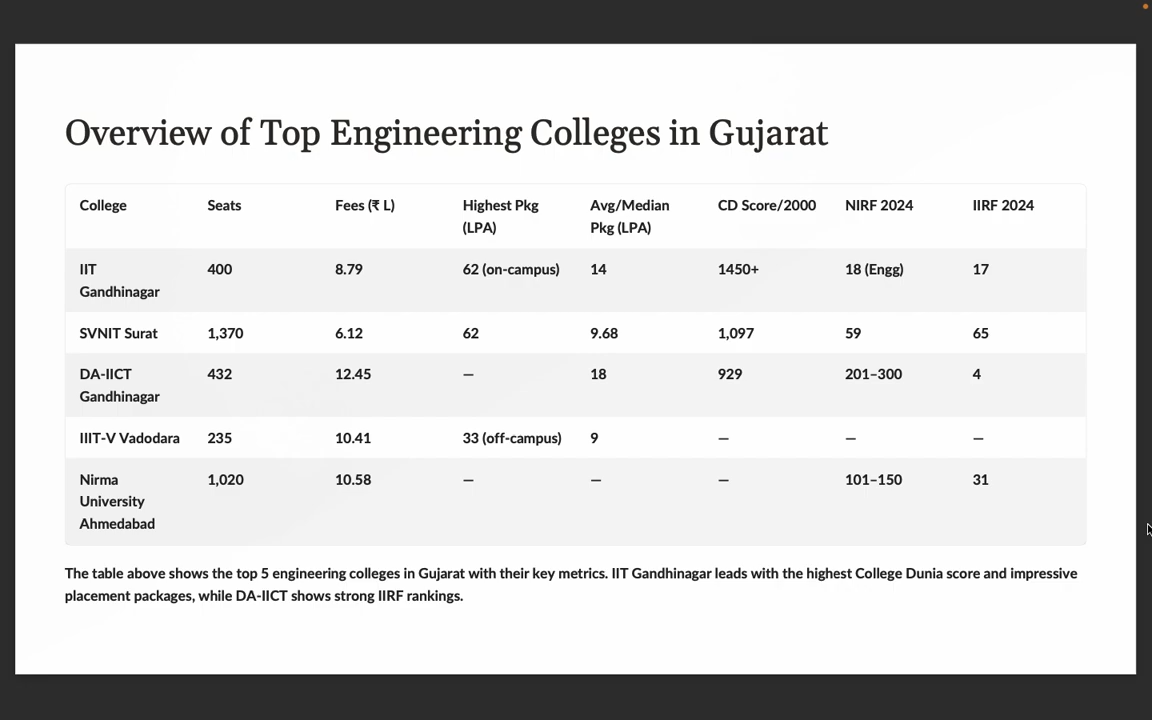 Overview of Top Engineering Colleges in Gujarat
College Seats Fees (₹ L) Highest Pkg (LPA) Avg/Median Pkg (LPA) CD Score/2000 NIRF 2024 IIRF 2024
IIT Gandhinagar 400 8.79 62 (on-campus) 14 1450+ 18 (Engg) 17
SVNIT Surat 1,370 6.12 62 9.68 1,097 59 65
DA-IICT Gandhinagar 432 12.45 — 18 929 201–300 4
IIIT-V Vadodara 235 10.41 33 (off-campus) 9 — — —
Nirma University Ahmedabad 1,020 10.58 — — — 101–150 31
The table above shows the top 5 engineering colleges in Gujarat with their key metrics. IIT Gandhinagar leads with the highest College Dunia score and impressive
placement packages, while DA-IICT shows strong IIRF rankings.